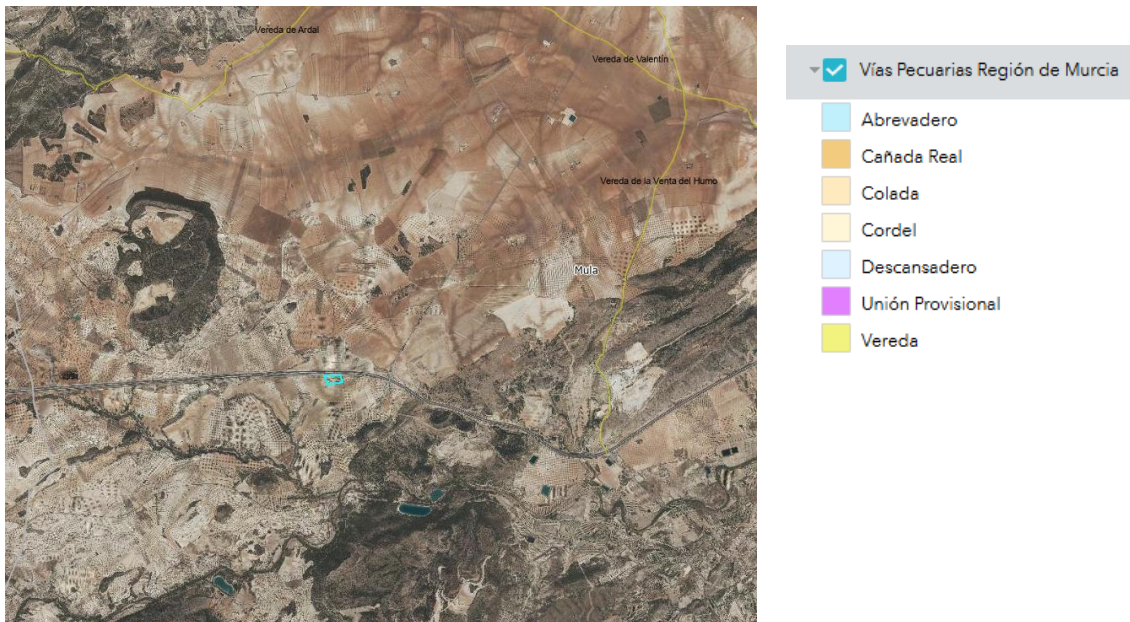 Vereda de Ardal
Vereda de Valentín
Vereda de la Venta del Humo
Mula
Vías Pecuarias Región de Murcia
Abrevadero
Cañada Real
Colada
Cordel
Descansadero
Unión Provisional
Vereda